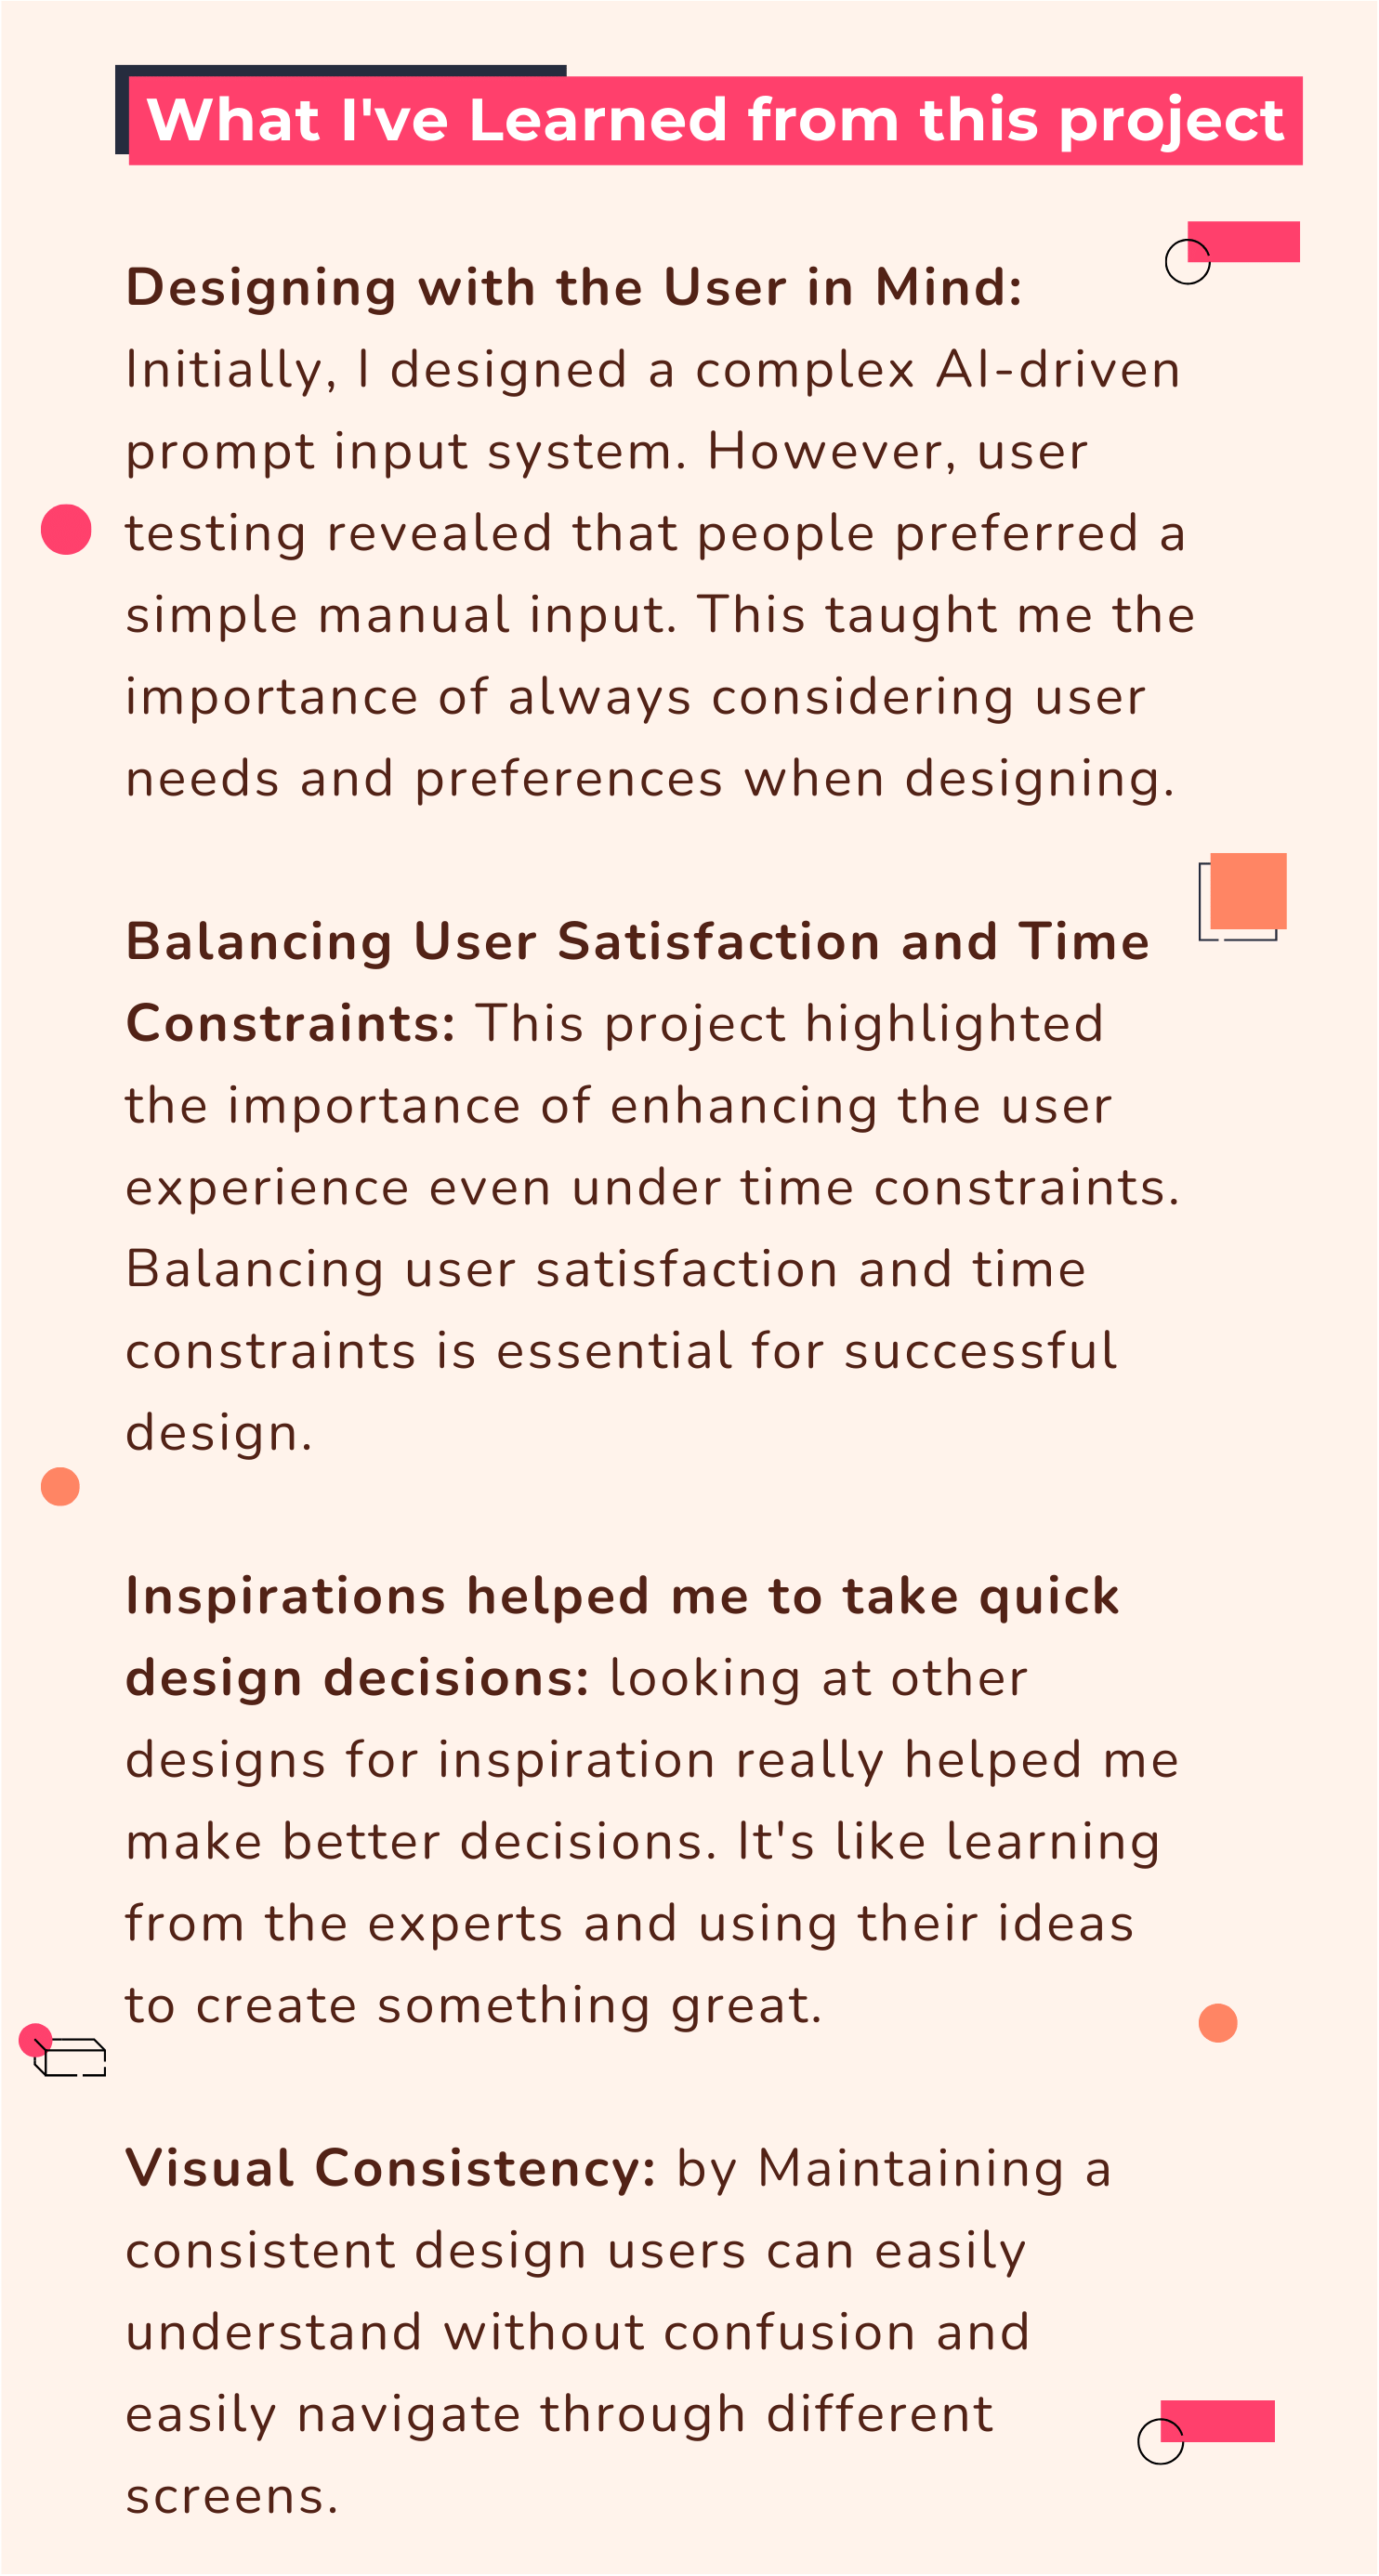 What I've Learned from this project
Designing with the User in Mind:
Initially, I designed a complex AI-driven
prompt input system. However, user
testing revealed that people preferred a
simple manual input. This taught me the
importance of always considering user
needs and preferences when designing.
Balancing User Satisfaction and Time
Constraints: This project highlighted
the importance of enhancing the user
experience even under time constraints.
Balancing user satisfaction and time
constraints is essential for successful
design.
Inspirations helped me to take quick
design decisions: looking at other
designs for inspiration really helped me
make better decisions. It's like learning
from the experts and using their ideas
to create something great.
Visual Consistency: by Maintaining a
consistent design users can easily
understand without confusion and
easily navigate through different
screens.